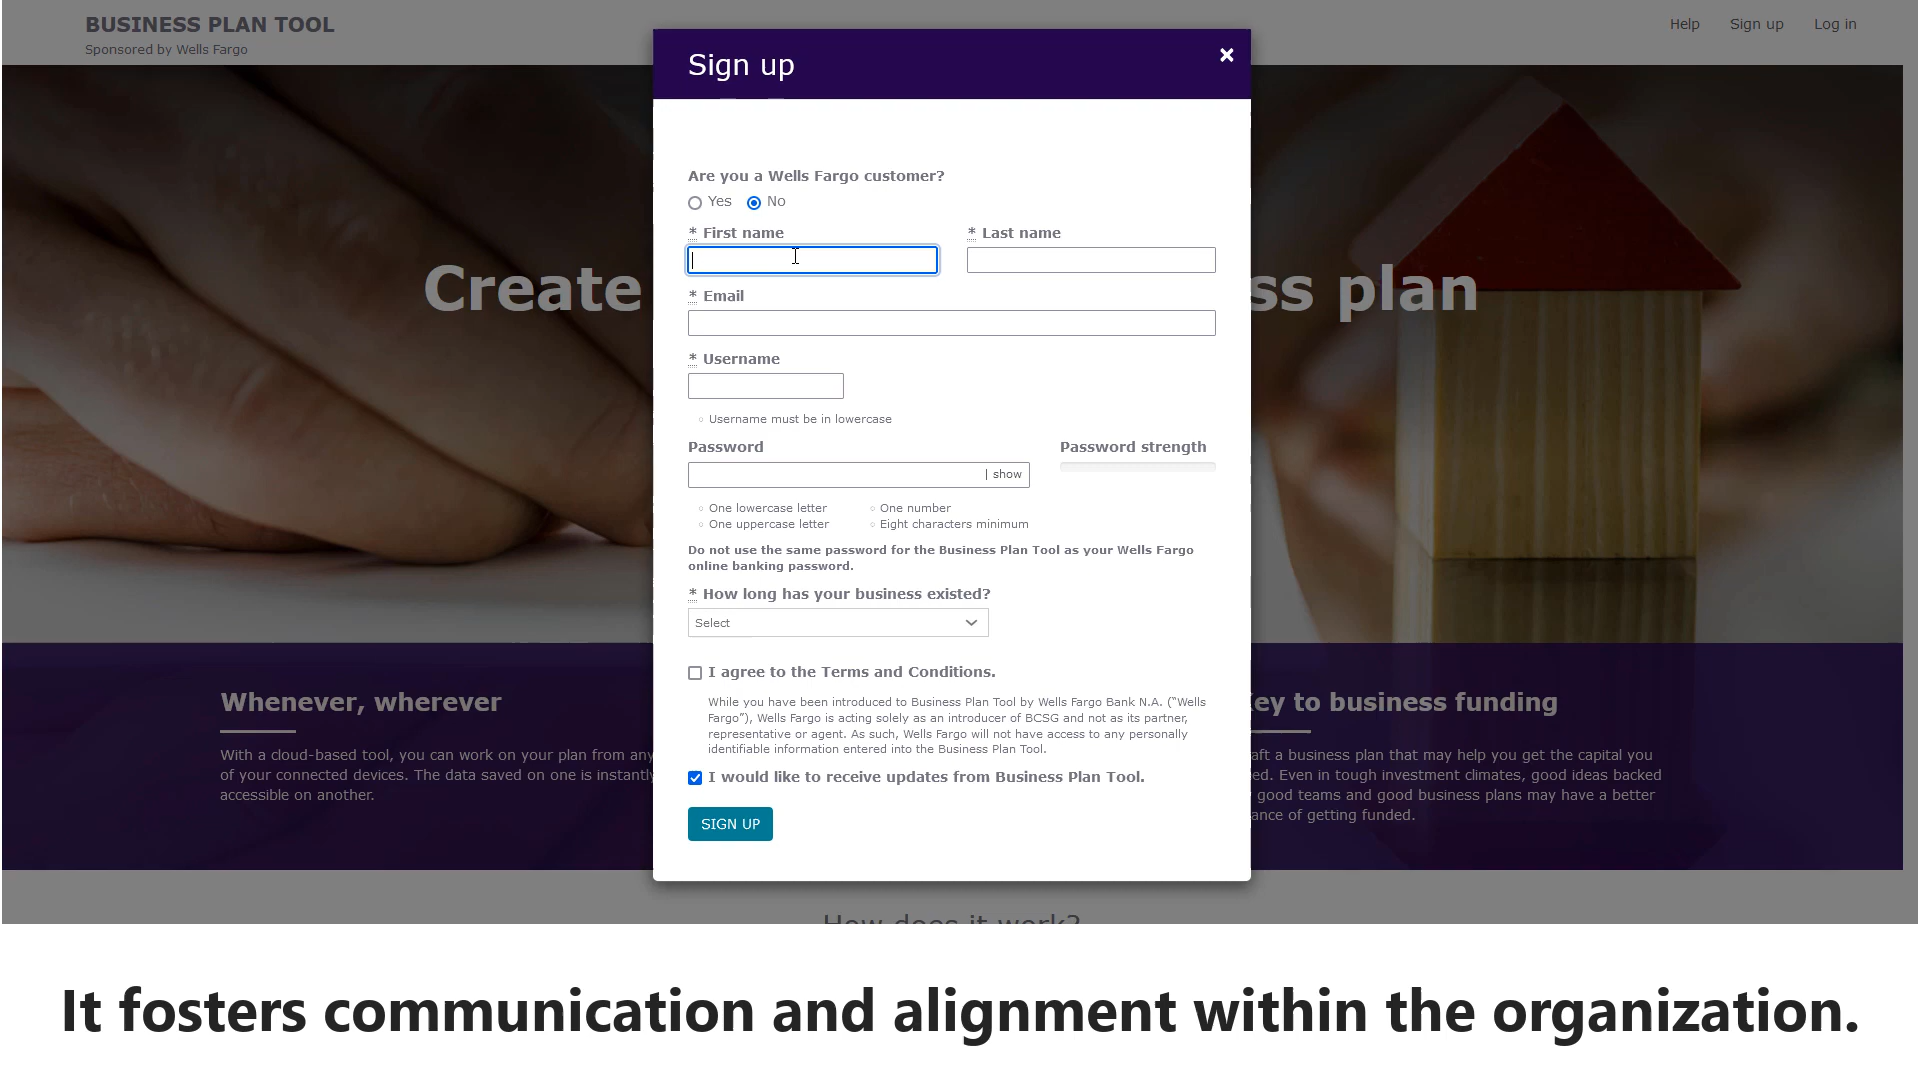 BUSINESS PLAN TOOL
Sponsored by Wells Fargo
Help
Sign up
Log in
Create
ss plan
Sign up
×
Are you a Wells Fargo customer?
Yes
No
* First name
* Last name
* Email
* Username
Username must be in lowercase
Password
Password strength
| show
One lowercase letter
One number
One uppercase letter
Eight characters minimum
Do not use the same password for the Business Plan Tool as your Wells Fargo
online banking password.
* How long has your business existed?
Select
I agree to the Terms and Conditions.
While you have been introduced to Business Plan Tool by Wells Fargo Bank N.A. (“Wells
Fargo”), Wells Fargo is acting solely as an introducer of BCSG and not as its partner,
representative or agent. As such, Wells Fargo will not have access to any personally
identifiable information entered into the Business Plan Tool.
I would like to receive updates from Business Plan Tool.
SIGN UP
Whenever, wherever
With a cloud-based tool, you can work on your plan from any
of your connected devices. The data saved on one is instantly
accessible on another.
Key to business funding
aft a business plan that may help you get the capital you
ed. Even in tough investment climates, good ideas backed
good teams and good business plans may have a better
ance of getting funded.
How does it work?
It fosters communication and alignment within the organization.